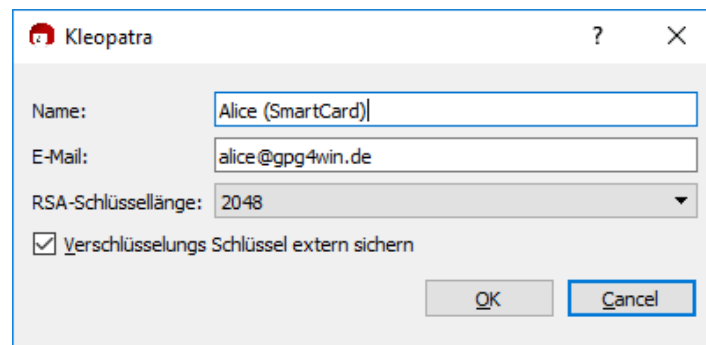 Kleopatra
Name: Alice (SmartCard)
E-Mail: alice@gpg4win.de
RSA-Schlüssellänge: 2048
Verschlüsselungs Schlüssel extern sichern
OK Cancel